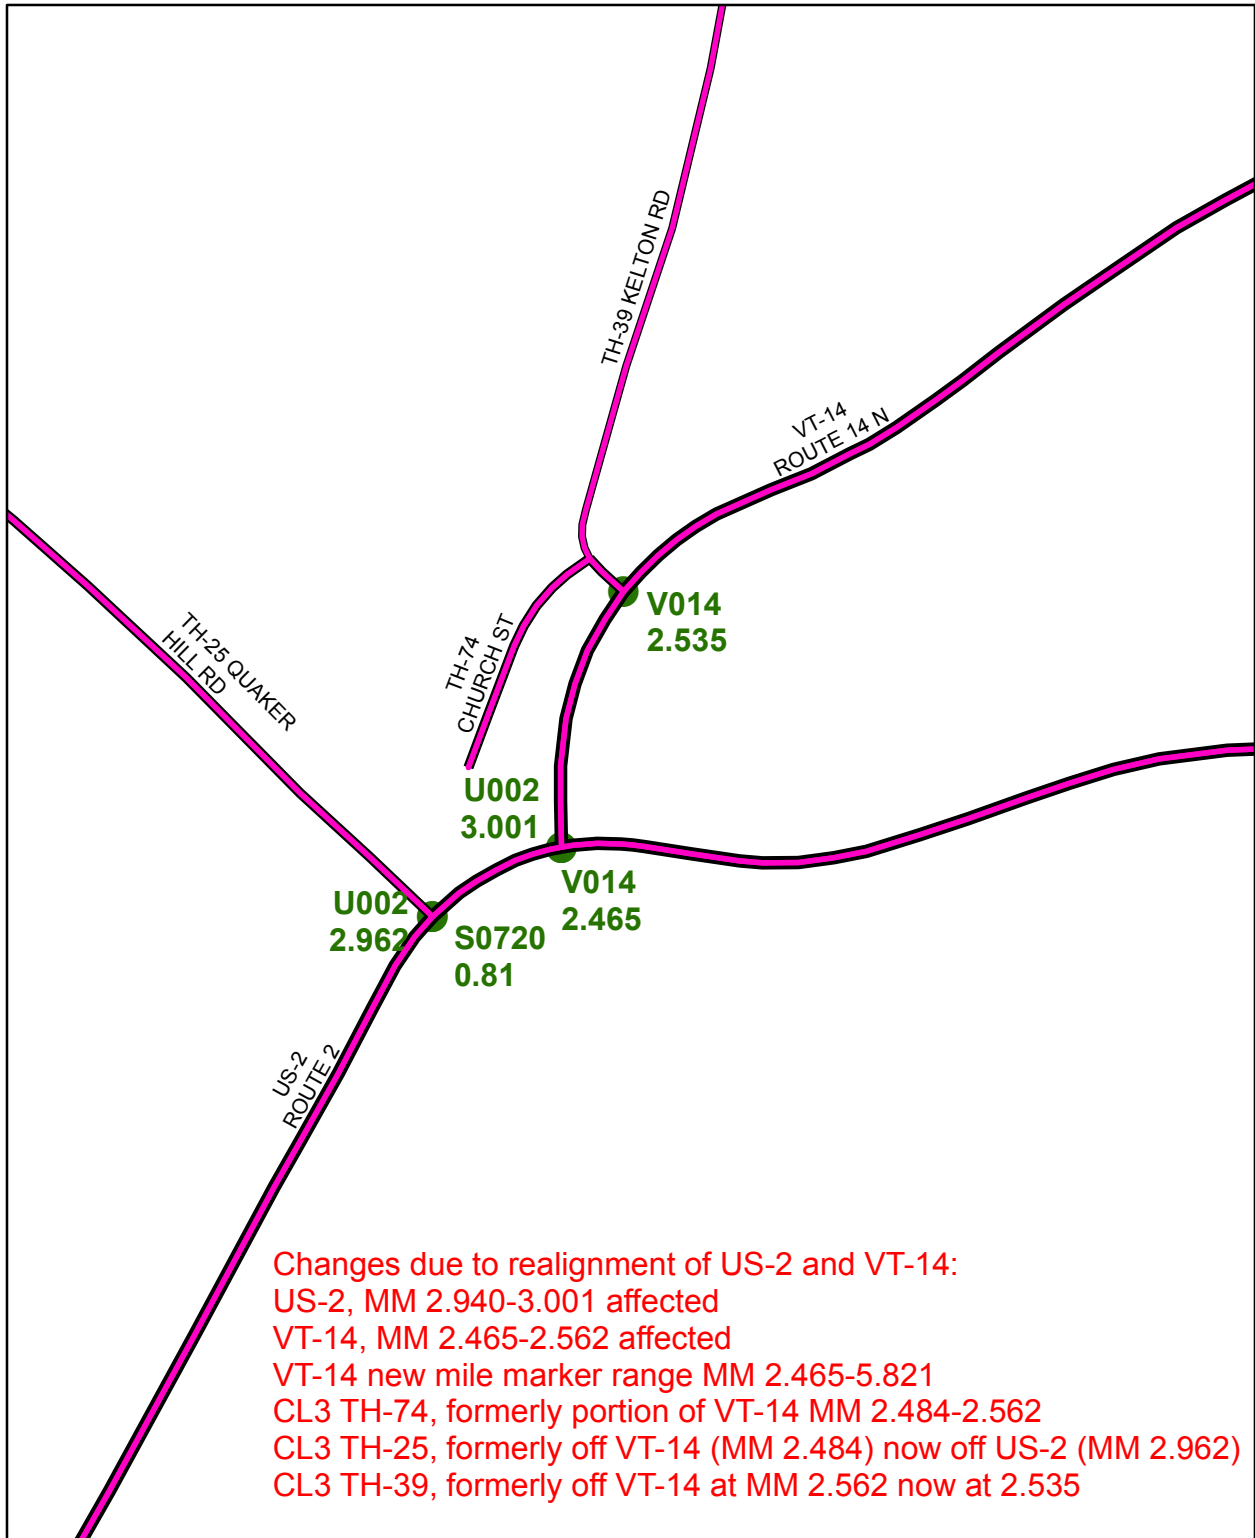 TH-39 KELTON RD
VT-14
ROUTE 14 N
V014
2.535
TH-25 QUAKER
HILL RD
TH-74
CHURCH ST
U002
3.001
V014
2.465
U002
2.962
S0720
0.81
US-2
ROUTE 2
Changes due to realignment of US-2 and VT-14:
US-2, MM 2.940-3.001 affected
VT-14, MM 2.465-2.562 affected
VT-14 new mile marker range MM 2.465-5.821
CL3 TH-74, formerly portion of VT-14 MM 2.484-2.562
CL3 TH-25, formerly off VT-14 (MM 2.484) now off US-2 (MM 2.962)
CL3 TH-39, formerly off VT-14 at MM 2.562 now at 2.535